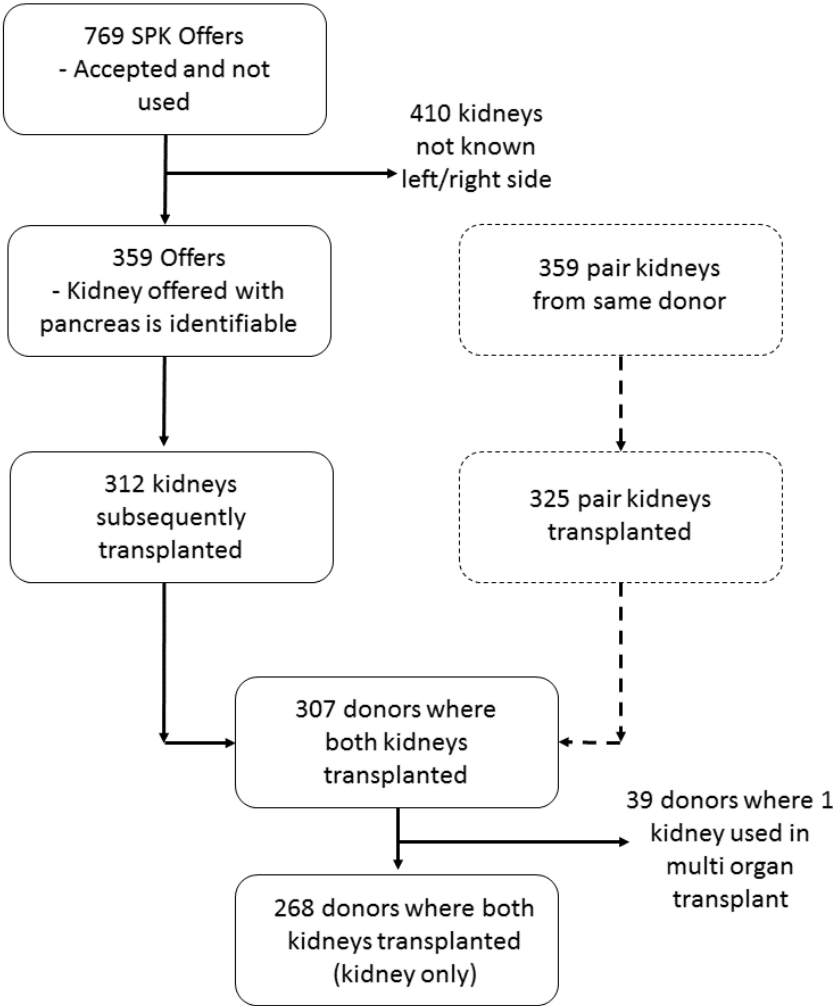 769 SPK Offers
- Accepted and not
used
410 kidneys
not known
left/right side
359 Offers
- Kidney offered with
pancreas is identifiable
359 pair kidneys
from same donor
312 kidneys
subsequently
transplanted
325 pair kidneys
transplanted
307 donors where
both kidneys
transplanted
39 donors where 1
kidney used in
multi organ
transplant
268 donors where both
kidneys transplanted
(kidney only)